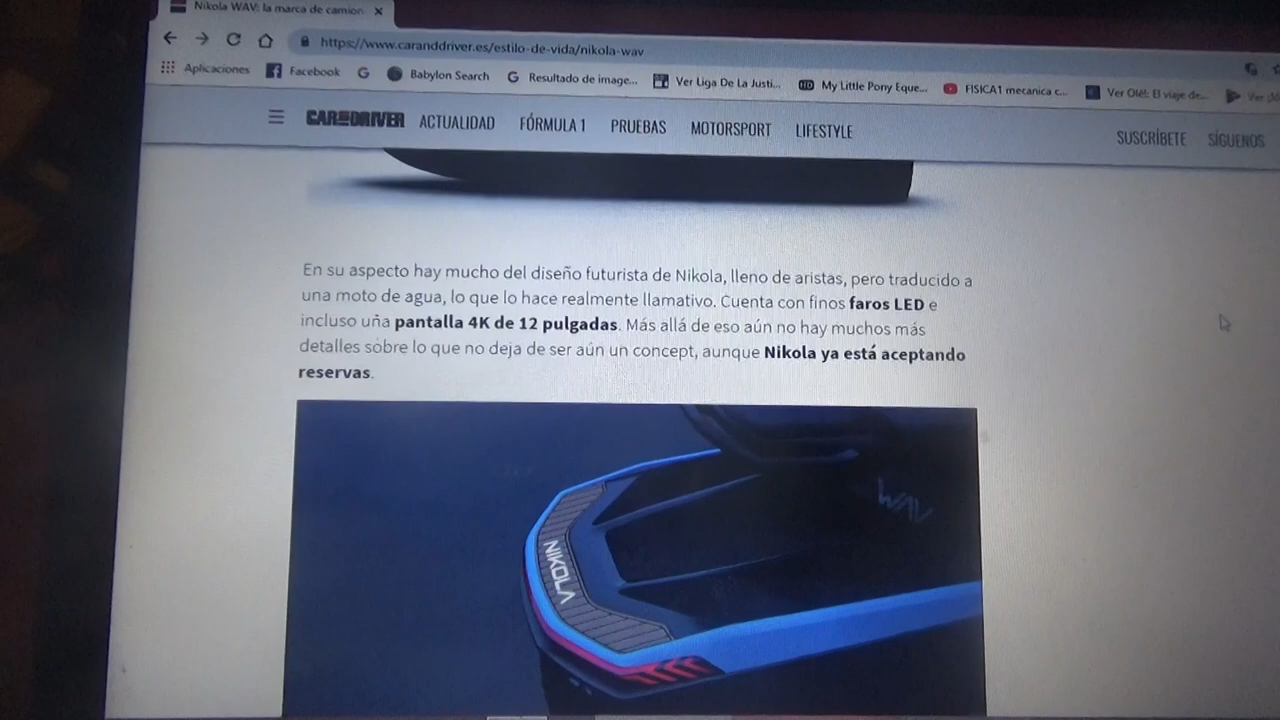 Nikola WAV: la marca de camion
https://www.caranddriver.es/estilo-de-vida/nikola-wav
Aplicaciones Facebook Babylon Search Resultado de image... Ver Liga De La Justi... My Little Pony Eque... FISICA1 mecanica c... Ver Olé!: El viaje de... Ver
CAR AND DRIVER ACTUALIDAD FÓRMULA 1 PRUEBAS MOTORSPORT LIFESTYLE SUSCRÍBETE SÍGUENOS
En su aspecto hay mucho del diseño futurista de Nikola, lleno de aristas, pero traducido a
una moto de agua, lo que lo hace realmente llamativo. Cuenta con finos faros LED e
incluso una pantalla 4K de 12 pulgadas. Más allá de eso aún no hay muchos más
detalles sobre lo que no deja de ser aún un concept, aunque Nikola ya está aceptando
reservas.
WAV
NIKOLA